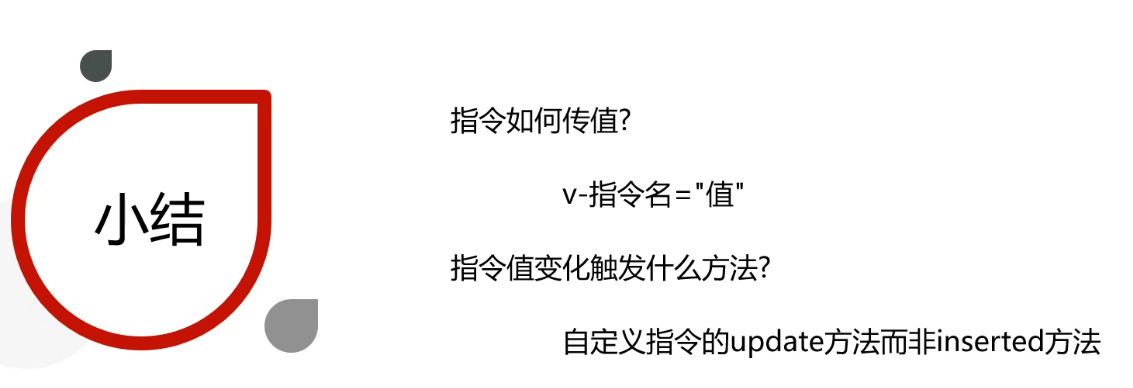 小结
指令如何传值?
v-指令名="值"
指令值变化触发什么方法?
自定义指令的update方法而非inserted方法